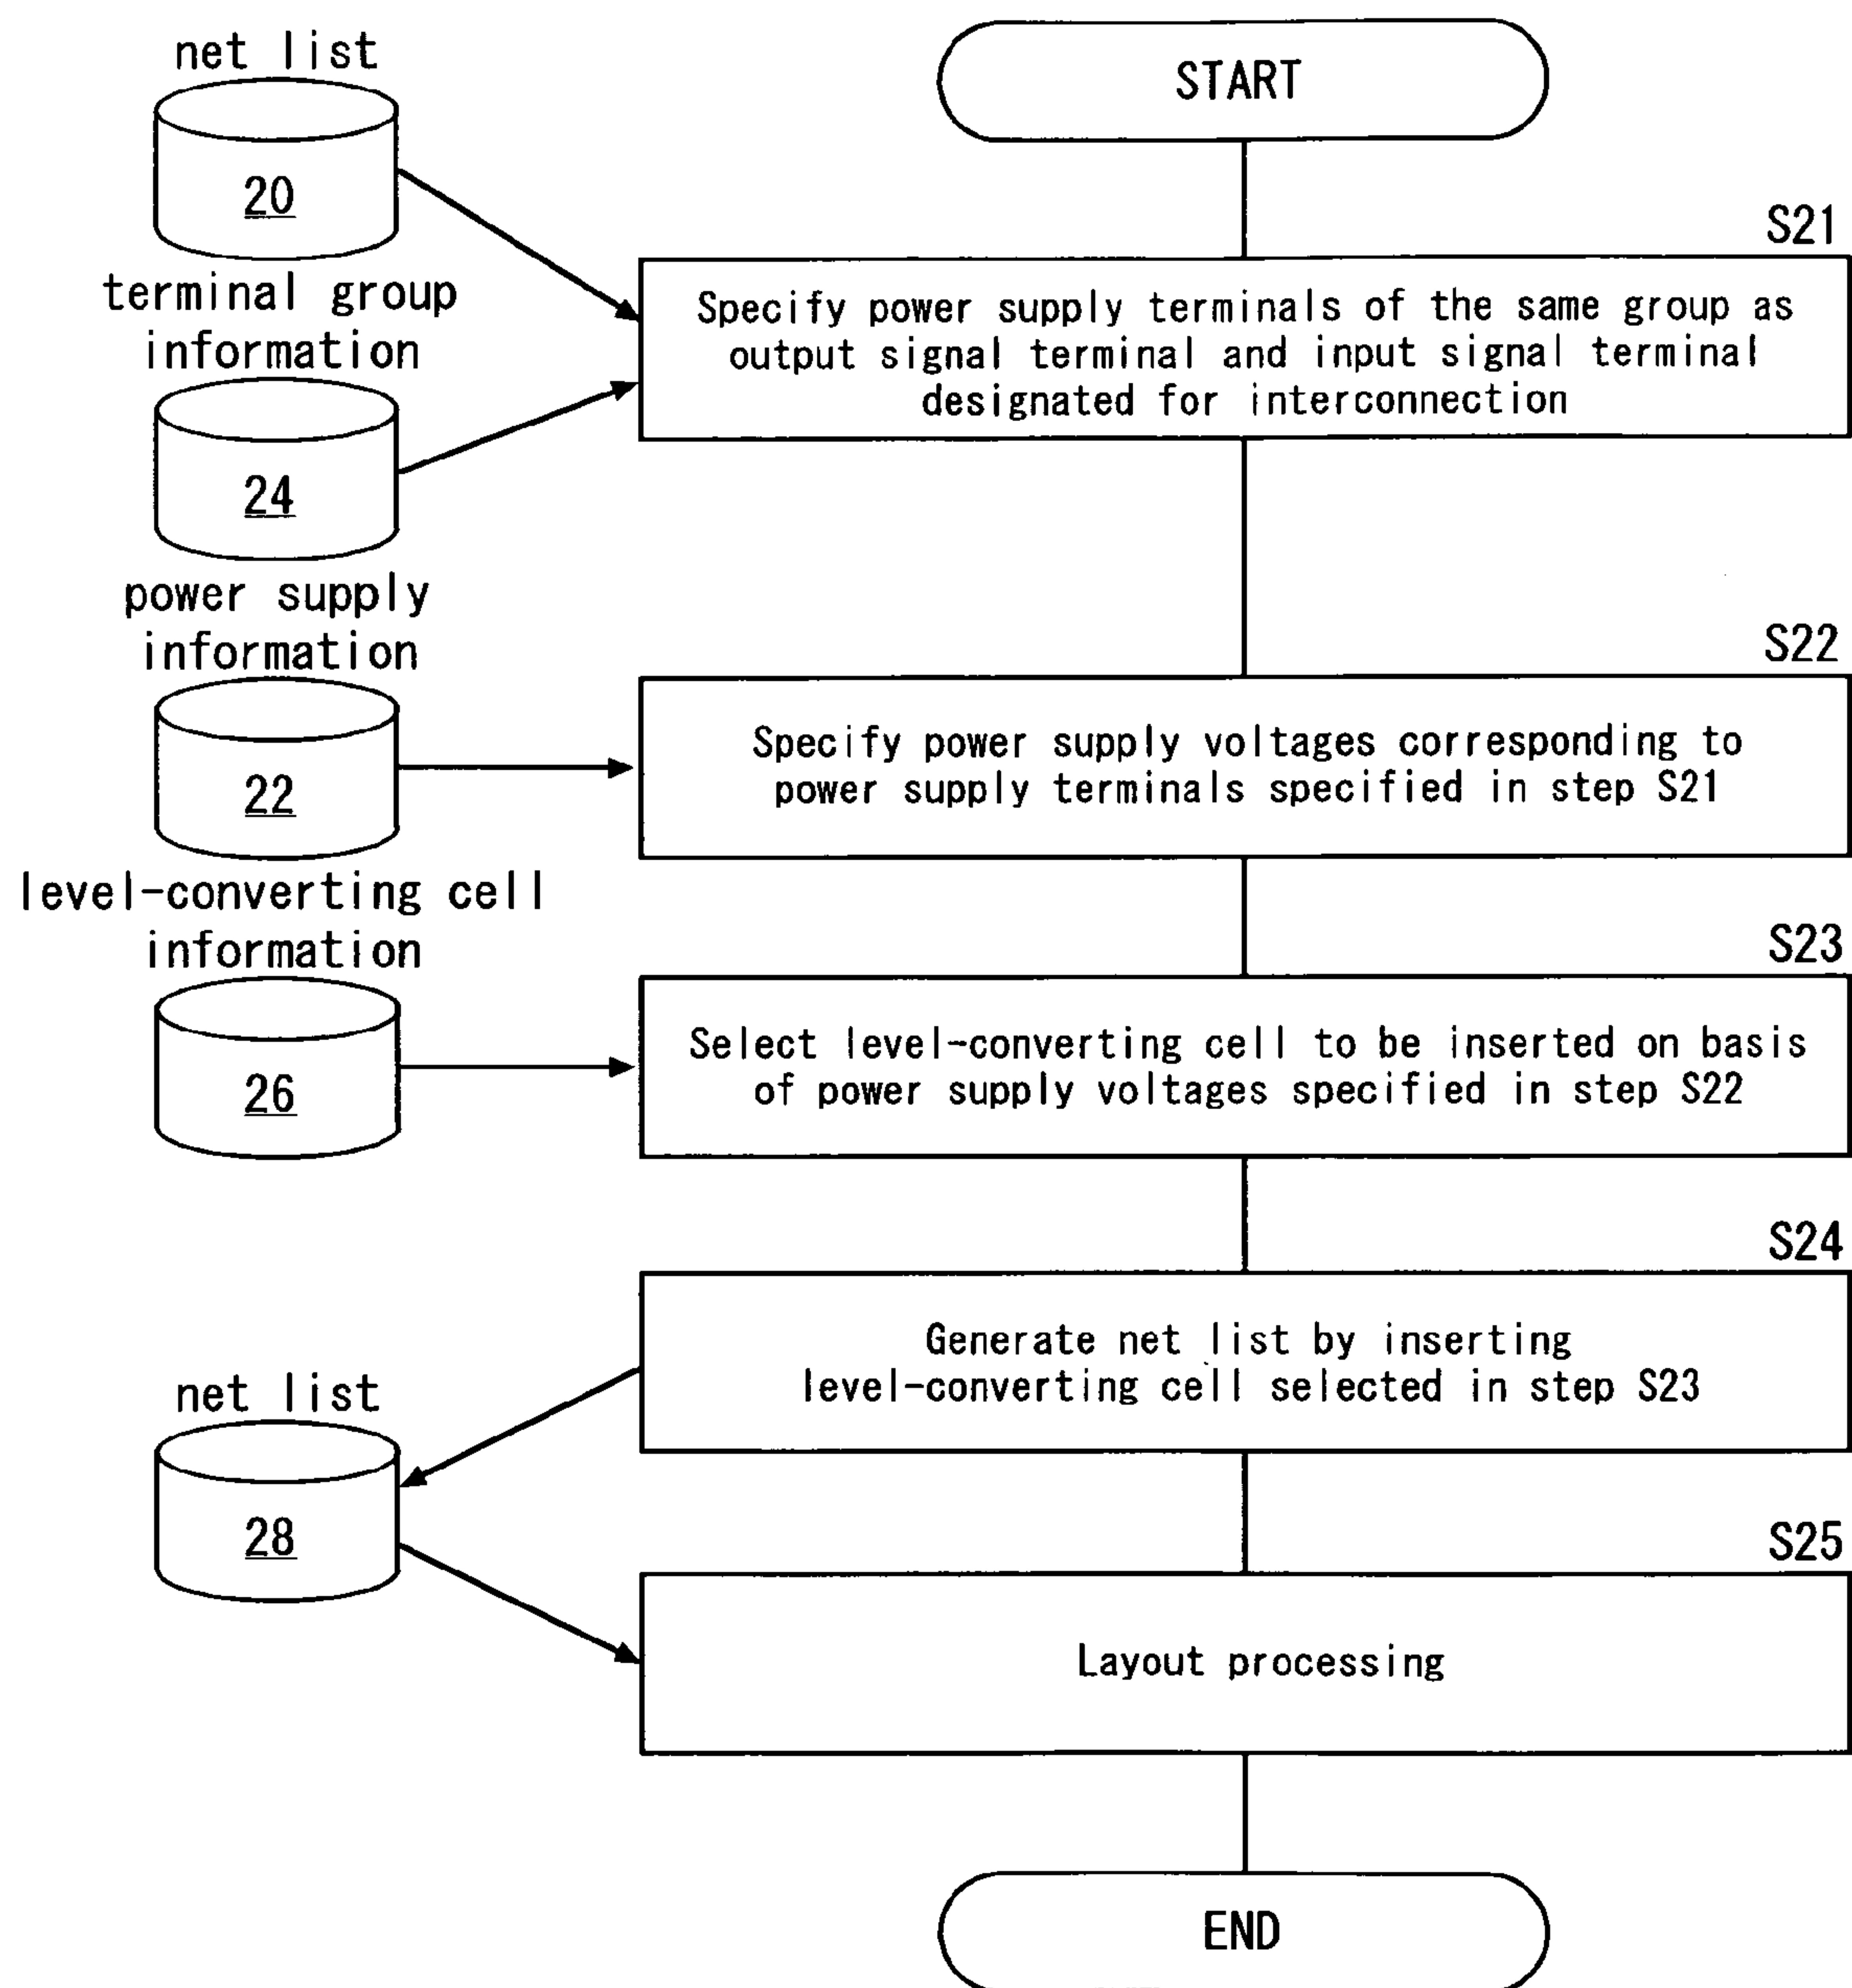 net list
20
terminal group
information
24
power supply
information
22
level-converting cell
information
26
net list
28
START
S21
Specify power supply terminals of the same group as
output signal terminal and input signal terminal
designated for interconnection
S22
Specify power supply voltages corresponding to
power supply terminals specified in step S21
S23
Select level-converting cell to be inserted on basis
of power supply voltages specified in step S22
S24
Generate net list by inserting
level-converting cell selected in step S23
S25
Layout processing
END